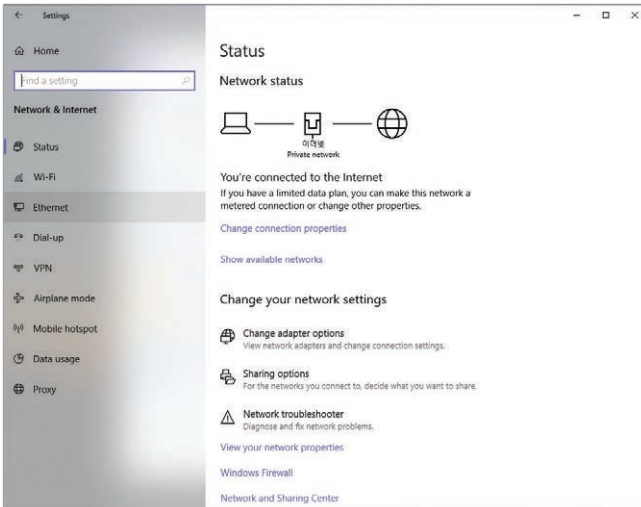 Settings
Home
Find a setting
Network & Internet
Status
Wi-Fi
Ethernet
Dial-up
VPN
Airplane mode
Mobile hotspot
Data usage
Proxy
Status
Network status
이더넷
Private network
You're connected to the Internet
If you have a limited data plan, you can make this network a
metered connection or change other properties.
Change connection properties
Show available networks
Change your network settings
Change adapter options
View network adapters and change connection settings.
Sharing options
For the networks you connect to, decide what you want to share.
Network troubleshooter
Diagnose and fix network problems.
View your network properties
Windows Firewall
Network and Sharing Center